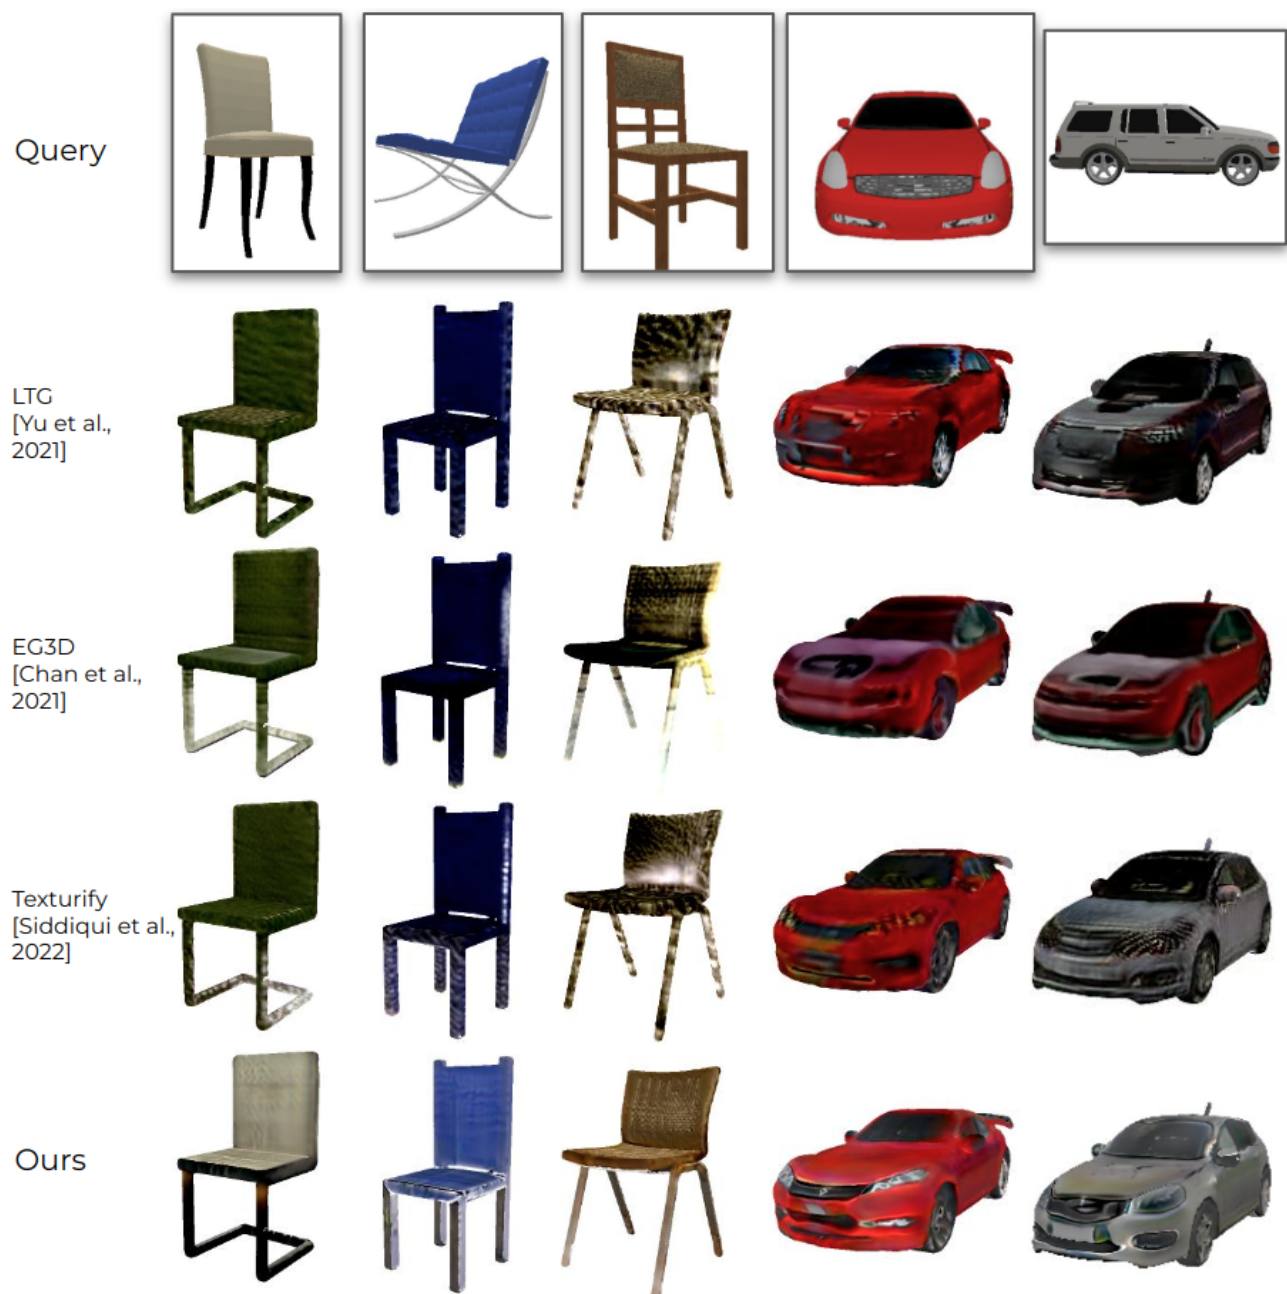 Query
LTG
[Yu et al.,
2021]
EG3D
[Chan et al.,
2021]
Texturify
[Siddiqui et al.,
2022]
Ours